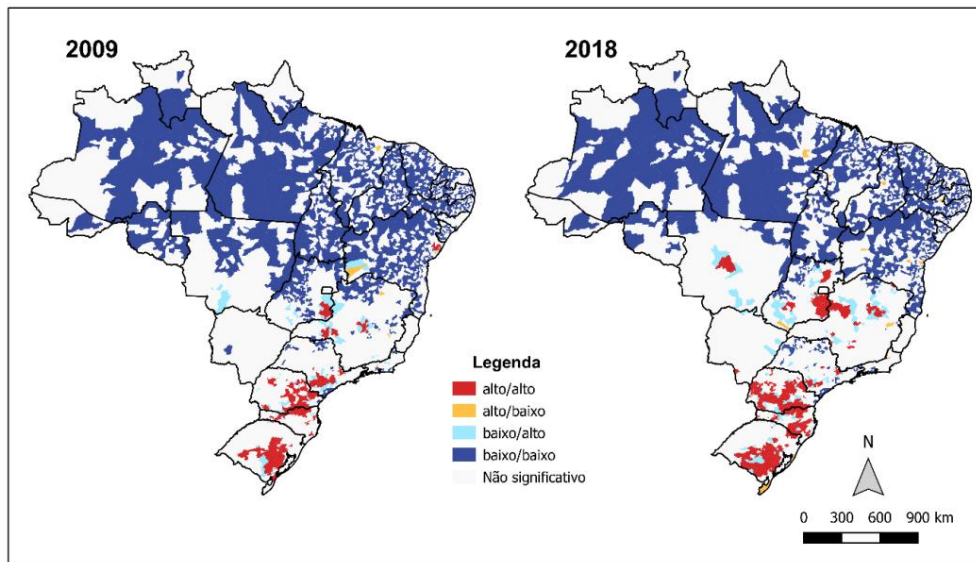 2009
2018
Legenda
alto/alto
alto/baixo
baixo/alto
baixo/baixo
Não significativo
N
0 300 600 900 km